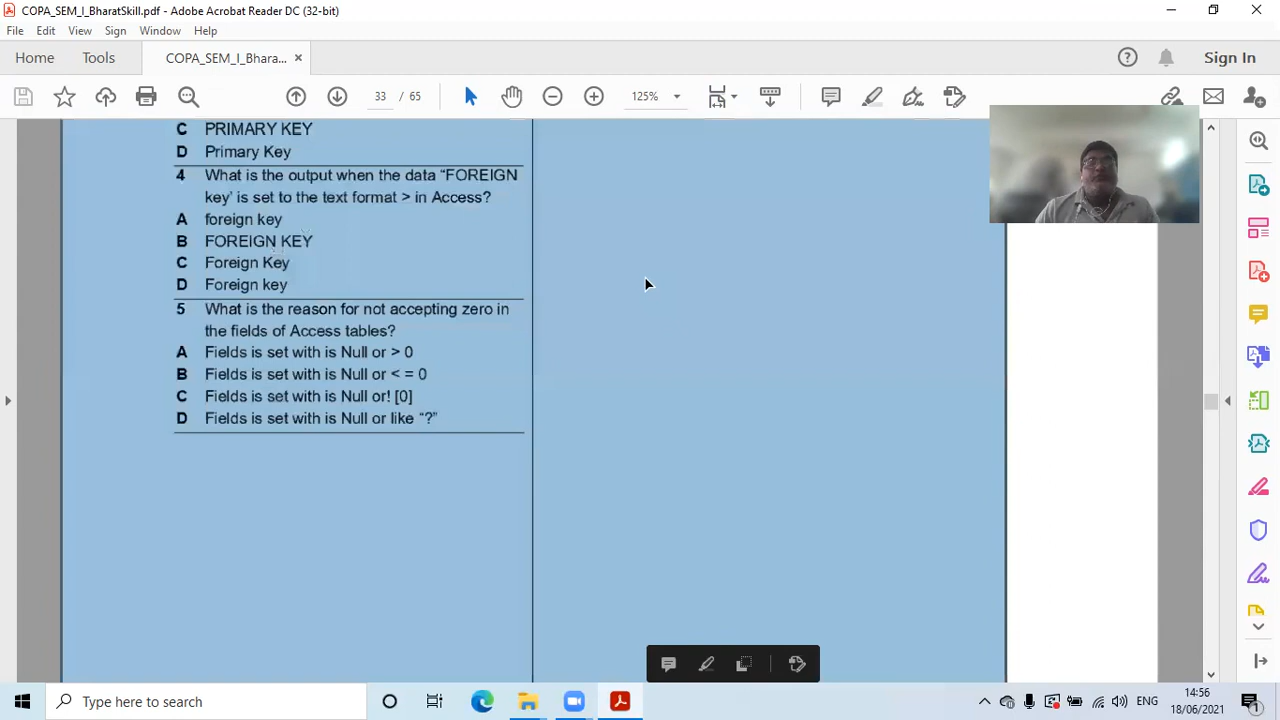 COPA_SEM_I_BharatSkill.pdf - Adobe Acrobat Reader DC (32-bit)
File Edit View Sign Window Help
Home Tools COPA_SEM_I_Bhara... × Sign In
33 / 65 125%
C PRIMARY KEY
D Primary Key
4 What is the output when the data “FOREIGN
key’ is set to the text format > in Access?
A foreign key
B FOREIGN KEY
C Foreign Key
D Foreign key
5 What is the reason for not accepting zero in
the fields of Access tables?
A Fields is set with is Null or > 0
B Fields is set with is Null or < = 0
C Fields is set with is Null or! [0]
D Fields is set with is Null or like “?”
Type here to search
ENG
14:56
18/06/2021
1